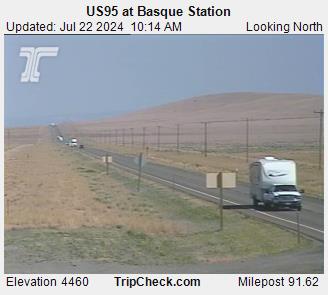 US95 at Basque Station
Updated: Jul 22 2024 10:14 AM Looking North
Elevation 4460 TripCheck.com Milepost 91.62